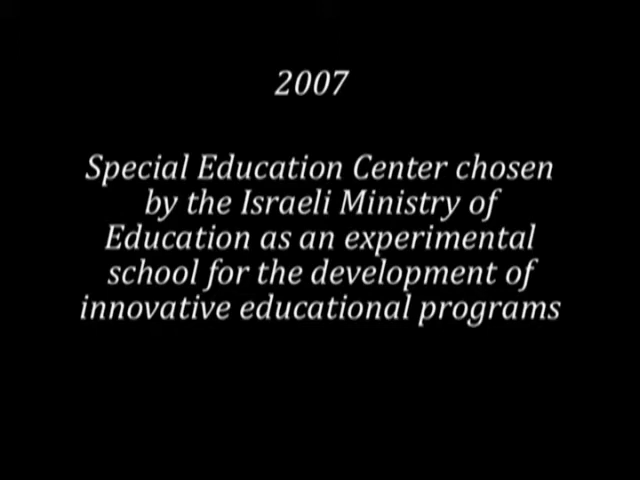 2007
Special Education Center chosen
by the Israeli Ministry of
Education as an experimental
school for the development of
innovative educational programs